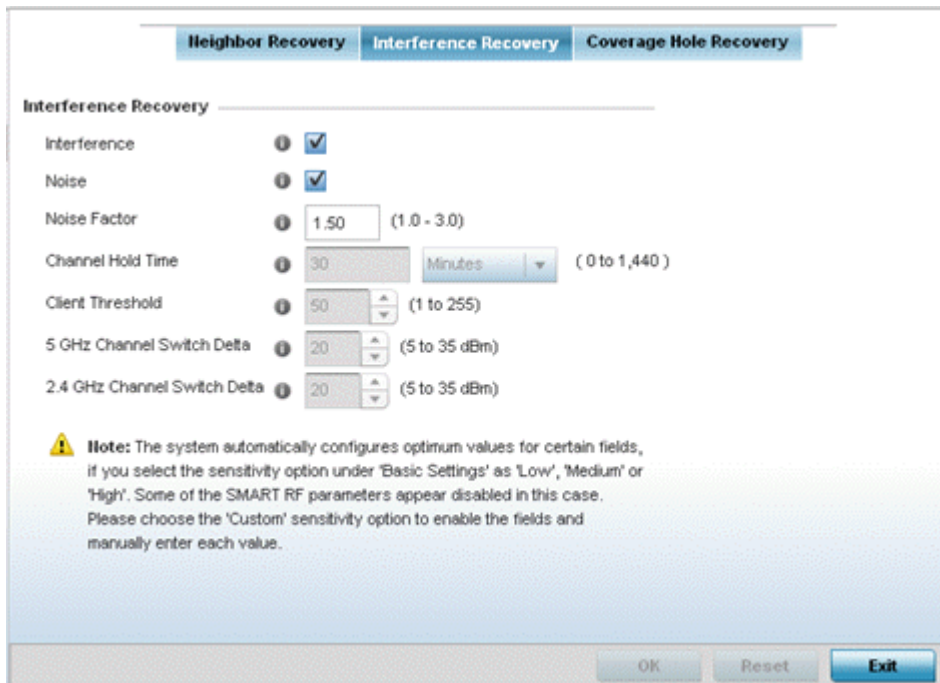 Neighbor Recovery Interference Recovery Coverage Hole Recovery
Interference Recovery
Interference
Noise
Noise Factor 1.50 (1.0 - 3.0)
Channel Hold Time 30 Minutes ( 0 to 1,440 )
Client Threshold 50 (1 to 255)
5 GHz Channel Switch Delta 20 (5 to 35 dBm)
2.4 GHz Channel Switch Delta 20 (5 to 35 dBm)
Note: The system automatically configures optimum values for certain fields,
if you select the sensitivity option under 'Basic Settings' as 'Low', 'Medium' or
'High'. Some of the SMART RF parameters appear disabled in this case.
Please choose the 'Custom' sensitivity option to enable the fields and
manually enter each value.
OK Reset Exit